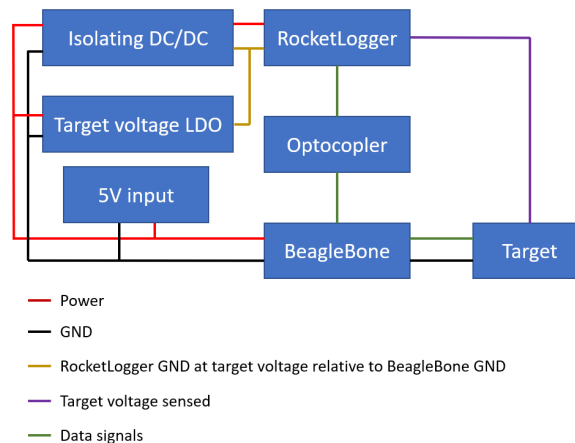 Isolating DC/DC
RocketLogger
Target voltage LDO
Optocopler
5V input
BeagleBone
Target
Power
GND
RocketLogger GND at target voltage relative to BeagleBone GND
Target voltage sensed
Data signals